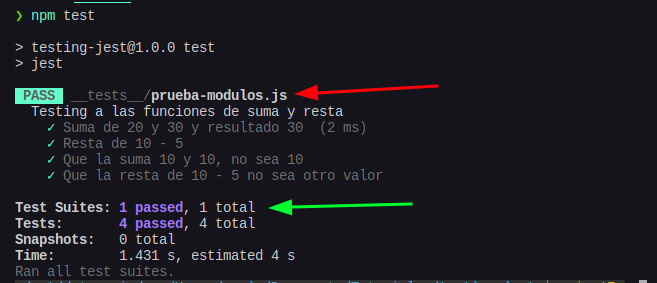 ❯ npm test
> testing-jest@1.0.0 test
> jest
PASS __tests__/prueba-modulos.js
Testing a las funciones de suma y resta
✓ Suma de 20 y 30 y resultado 30 (2 ms)
✓ Resta de 10 - 5
✓ Que la suma 10 y 10, no sea 10
✓ Que la resta de 10 - 5 no sea otro valor
Test Suites: 1 passed, 1 total
Tests: 4 passed, 4 total
Snapshots: 0 total
Time: 1.431 s, estimated 4 s
Ran all test suites.